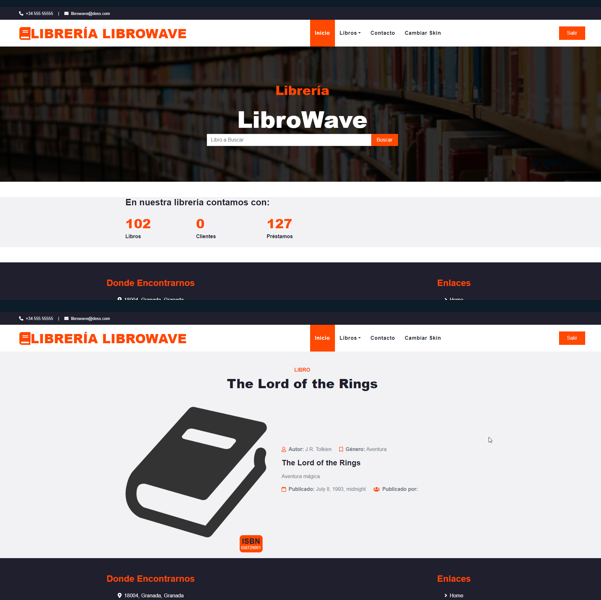 +34 555 55555 | librowave@deso.com
LIBRERÍA LIBROWAVE
Inicio Libros Contacto Cambiar Skin Salir
Librería
LibroWave
Libro a Buscar Buscar
En nuestra librería contamos con:
102 0 127
Libros Clientes Préstamos
Donde Encontrarnos Enlaces
18004, Granada, Granada Home
+34 555 55555 | librowave@deso.com
LIBRERÍA LIBROWAVE
Inicio Libros Contacto Cambiar Skin Salir
LIBRO
The Lord of the Rings
Autor: J.R. Tolkien Género: Aventura
The Lord of the Rings
Aventura mágica
Publicado: July 8, 1993, midnight Publicado por:
ISBN
Donde Encontrarnos Enlaces
18004, Granada, Granada Home